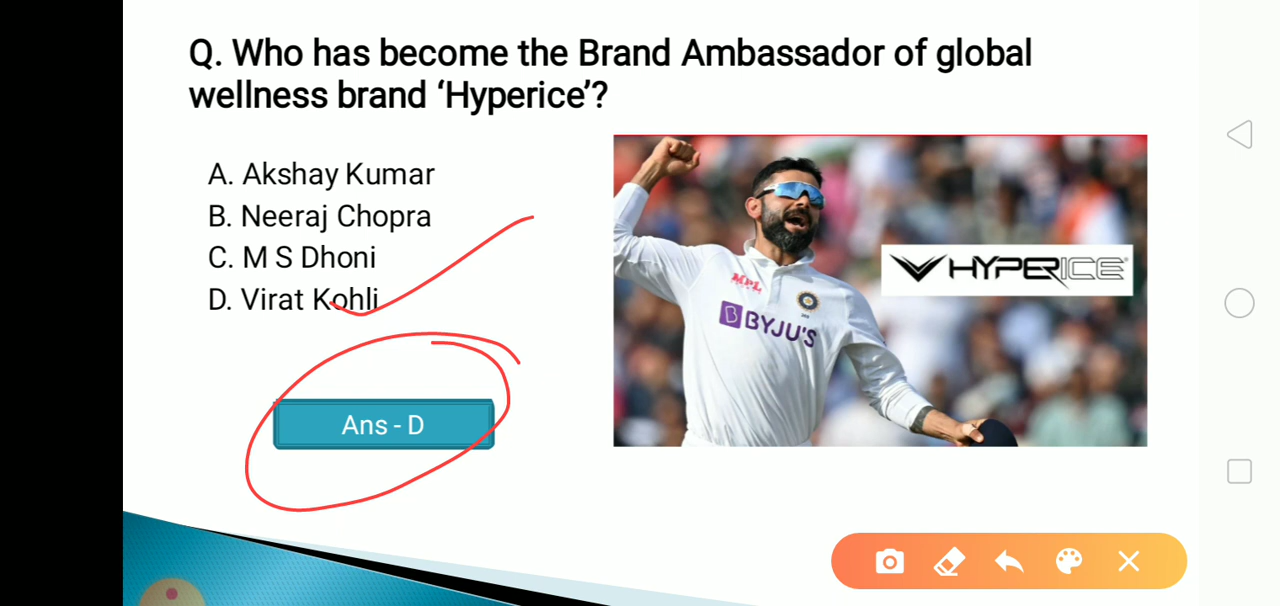 Q. Who has become the Brand Ambassador of global
wellness brand ‘Hyperice’?
A. Akshay Kumar
B. Neeraj Chopra
C. M S Dhoni
D. Virat Kohli
Ans - D
HYPERICE
MPL
BYJU'S